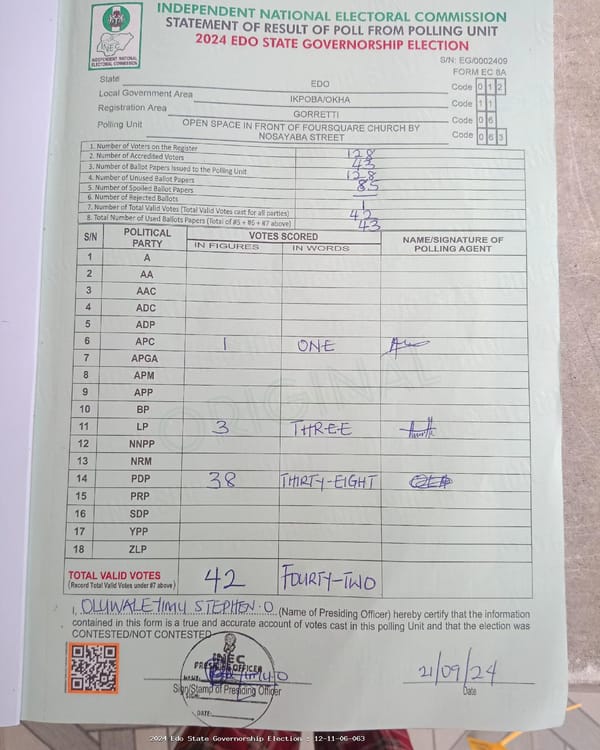 INDEPENDENT NATIONAL ELECTORAL COMMISSION
STATEMENT OF RESULT OF POLL FROM POLLING UNIT
2024 EDO STATE GOVERNORSHIP ELECTION
INEC
INDEPENDENT NATIONAL
ELECTORAL COMMISSION
S/N: EG/0002409
FORM EC 8A
State EDO Code 0 1 2
Local Government Area IKPOBA/OKHA Code 1 1
Registration Area GORRETTI Code 0 6
Polling Unit OPEN SPACE IN FRONT OF FOURSQUARE CHURCH BY NOSAYABA STREET Code 0 6 3
1. Number of Voters on the Register 128
2. Number of Accredited Voters 43
3. Number of Ballot Papers Issued to the Polling Unit 128
4. Number of Unused Ballot Papers 85
5. Number of Spoiled Ballot Papers
6. Number of Rejected Ballots 1
7. Number of Total Valid Votes (Total Valid Votes cast for all parties) 42
8. Total Number of Used Ballots Papers (Total of #5 + #6 + #7 above) 43
S/N POLITICAL PARTY VOTES SCORED NAME/SIGNATURE OF POLLING AGENT
IN FIGURES IN WORDS
1 A
2 AA
3 AAC
4 ADC
5 ADP
6 APC 1 ONE
7 APGA
8 APM
9 APP
10 BP
11 LP 3 THREE
12 NNPP
13 NRM
14 PDP 38 THIRTY-EIGHT
15 PRP
16 SDP
17 YPP
18 ZLP
ORIGINAL
TOTAL VALID VOTES 42 FOURTY-TWO
(Record Total Valid Votes under #7 above)
I, OLUWALETIMU STEPHEN.O (Name of Presiding Officer) hereby certify that the information
contained in this form is a true and accurate account of votes cast in this polling Unit and that the election was
CONTESTED/NOT CONTESTED
INEC
PRESIDING OFFICER
NAME:
SIGN:
DATE:
Sign/Stamp of Presiding Officer
21/09/24
Date
2024 Edo State Governorship Election : 12-11-06-063